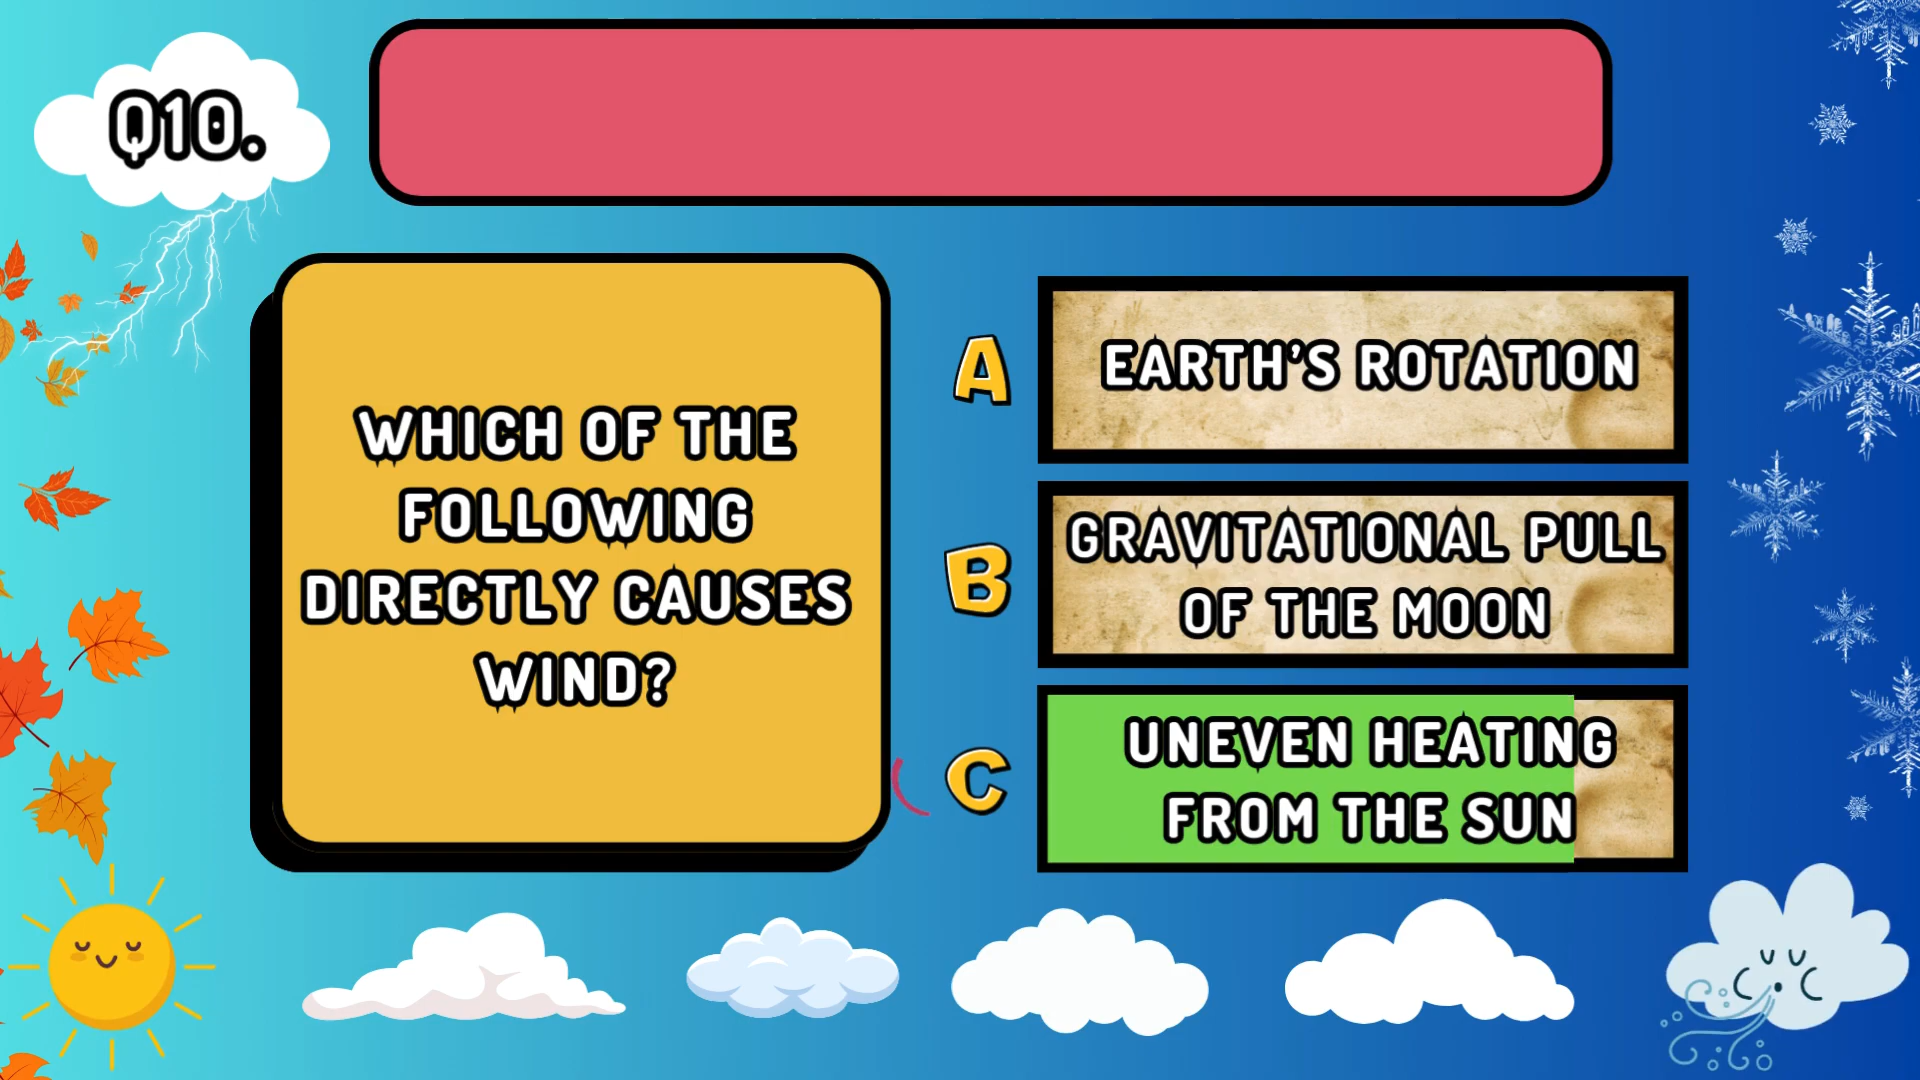 Q10.
WHICH OF THE
FOLLOWING
DIRECTLY CAUSES
WIND?
A
EARTH’S ROTATION
B
GRAVITATIONAL PULL
OF THE MOON
C
UNEVEN HEATING
FROM THE SUN